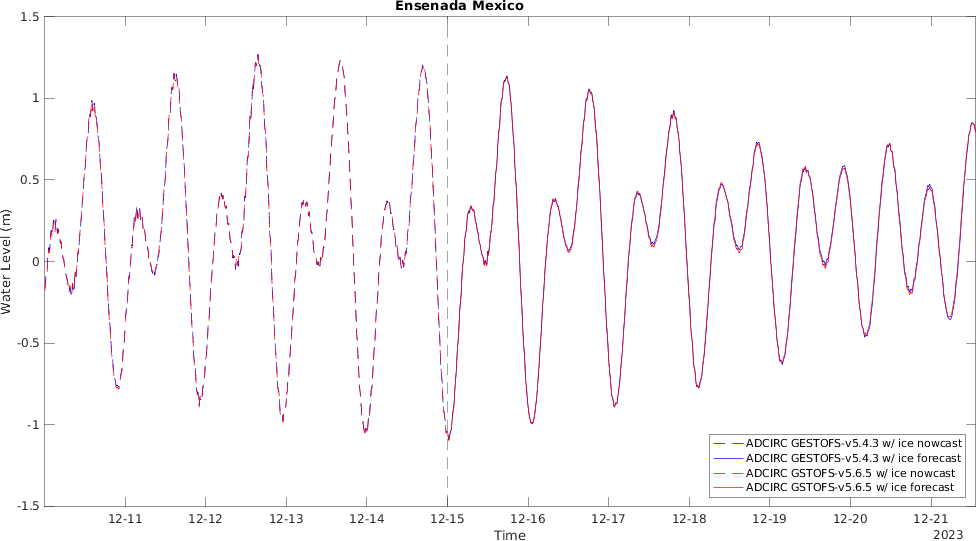 Ensenada Mexico
1.5
1
0.5
0
-0.5
-1
-1.5
Water Level (m)
ADCIRC GESTOFS-v5.4.3 w/ ice nowcast
ADCIRC GESTOFS-v5.4.3 w/ ice forecast
ADCIRC GSTOFS-v5.6.5 w/ ice nowcast
ADCIRC GSTOFS-v5.6.5 w/ ice forecast
12-11 12-12 12-13 12-14 12-15 12-16 12-17 12-18 12-19 12-20 12-21
Time
2023